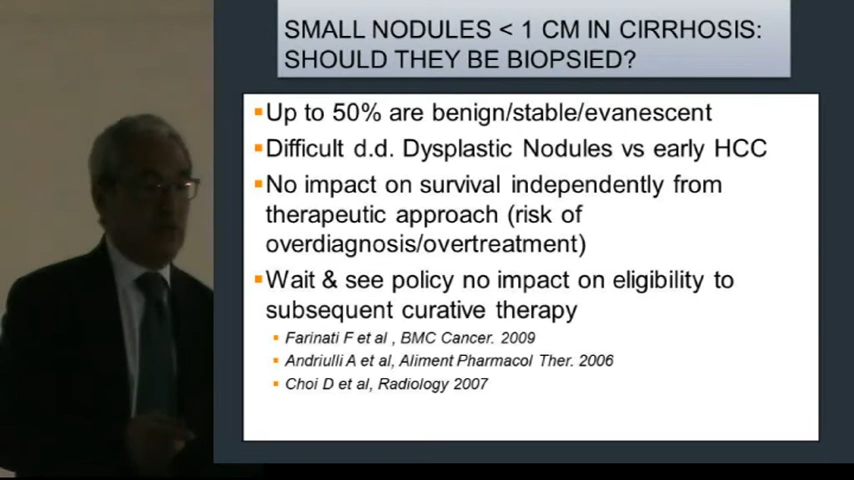 SMALL NODULES < 1 CM IN CIRRHOSIS:
SHOULD THEY BE BIOPSIED?
Up to 50% are benign/stable/evanescent
Difficult d.d. Dysplastic Nodules vs early HCC
No impact on survival independently from
therapeutic approach (risk of
overdiagnosis/overtreatment)
Wait & see policy no impact on eligibility to
subsequent curative therapy
Farinati F et al , BMC Cancer. 2009
Andriulli A et al, Aliment Pharmacol Ther. 2006
Choi D et al, Radiology 2007